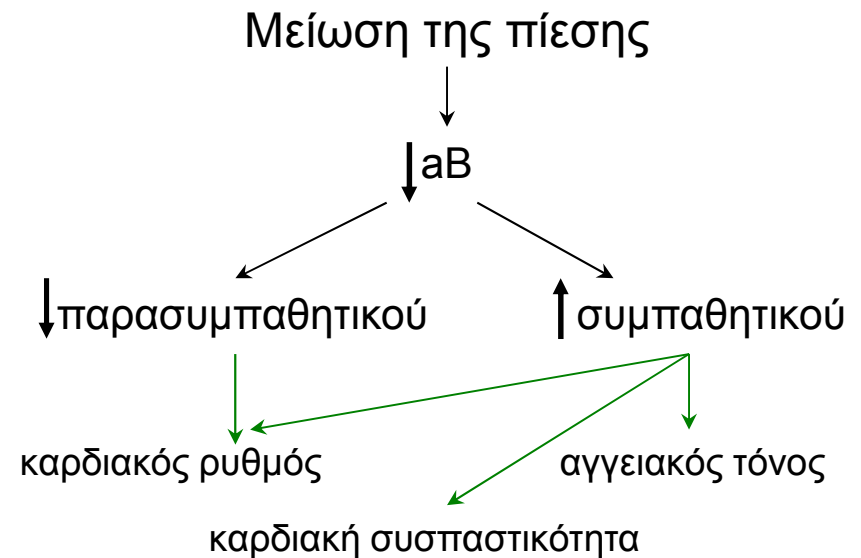 Μείωση της πίεσης
aB
παρασυμπαθητικού
συμπαθητικού
καρδιακός ρυθμός
αγγειακός τόνος
καρδιακή συσπαστικότητα